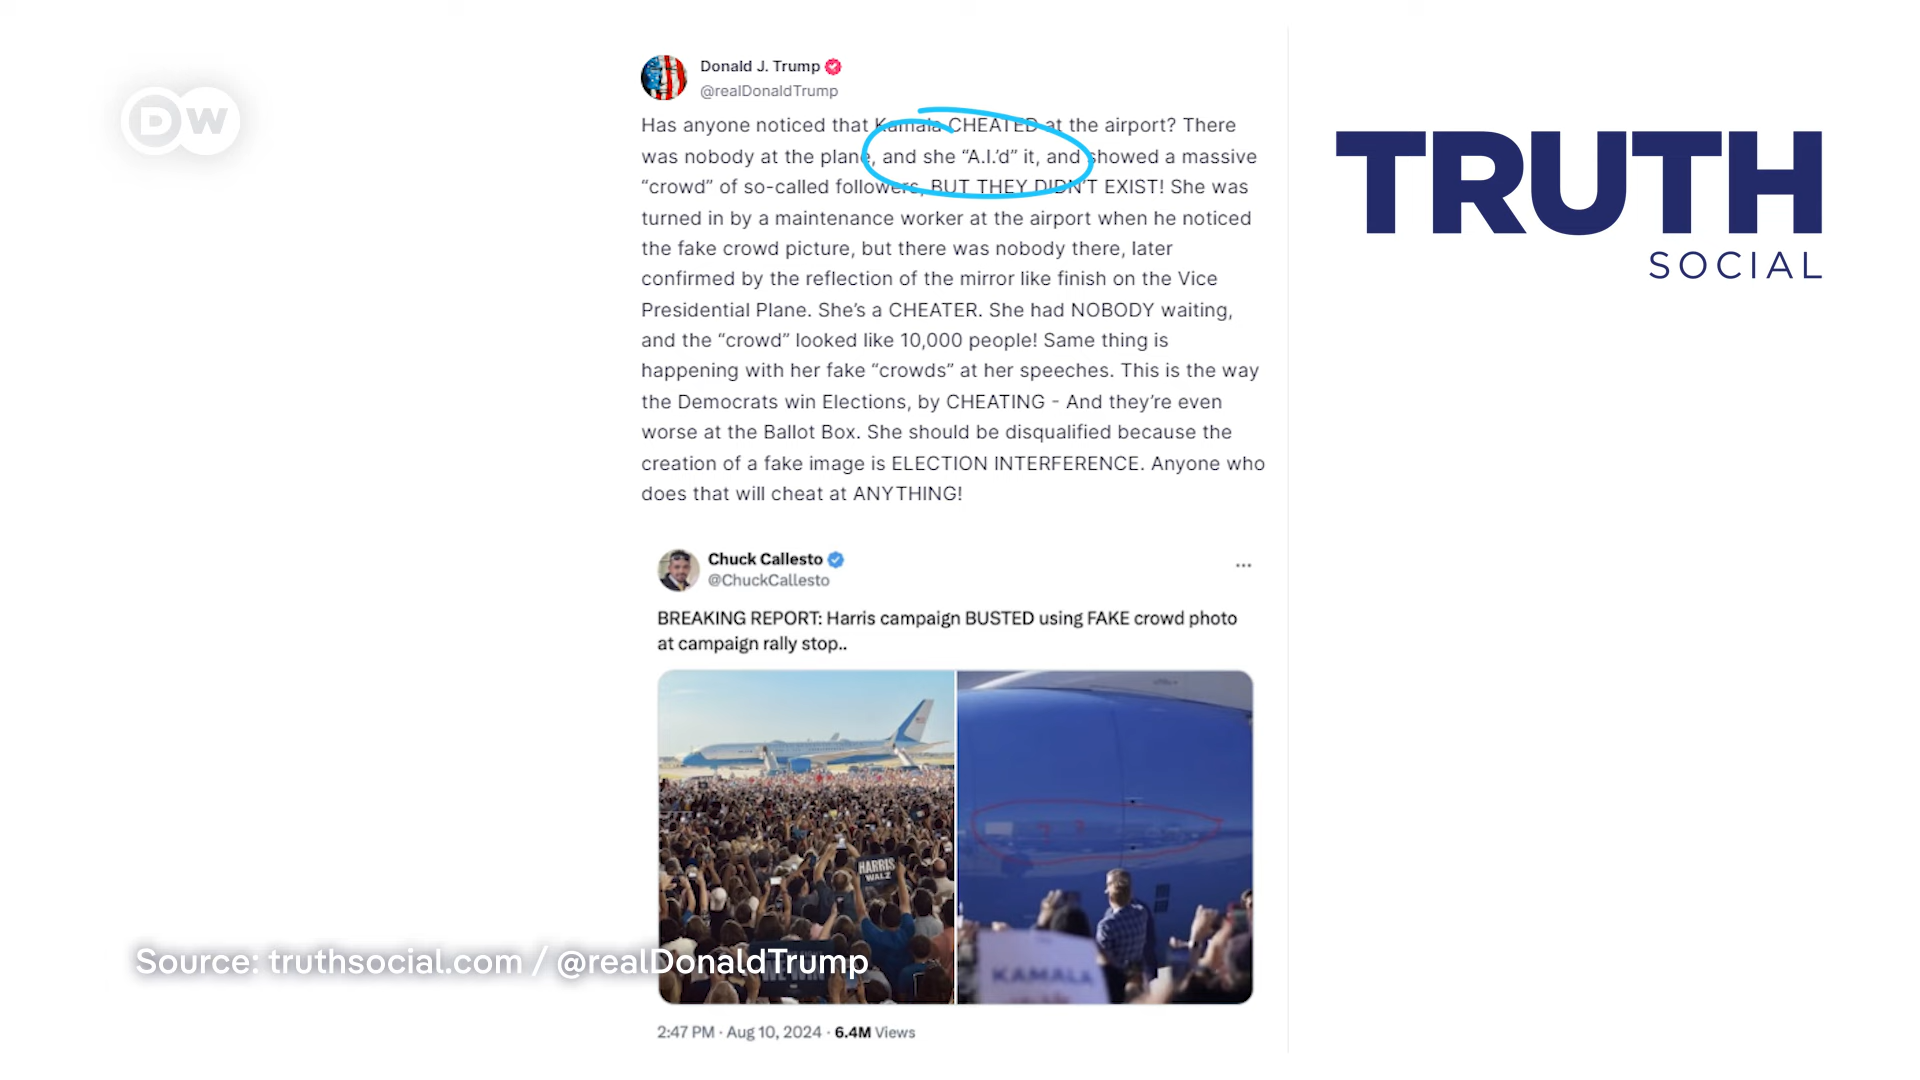 DW
Donald J. Trump
@realDonaldTrump
Has anyone noticed that Kamala CHEATED at the airport? There
was nobody at the plane, and she “A.I.’d” it, and showed a massive
“crowd” of so-called followers, BUT THEY DIDN’T EXIST! She was
turned in by a maintenance worker at the airport when he noticed
the fake crowd picture, but there was nobody there, later
confirmed by the reflection of the mirror like finish on the Vice
Presidential Plane. She’s a CHEATER. She had NOBODY waiting,
and the “crowd” looked like 10,000 people! Same thing is
happening with her fake “crowds” at her speeches. This is the way
the Democrats win Elections, by CHEATING - And they’re even
worse at the Ballot Box. She should be disqualified because the
creation of a fake image is ELECTION INTERFERENCE. Anyone who
does that will cheat at ANYTHING!
TRUTH
SOCIAL
Chuck Callesto
@ChuckCallesto
BREAKING REPORT: Harris campaign BUSTED using FAKE crowd photo
at campaign rally stop..
HARRIS
WALZ
? ?
KAMALA
Source: truthsocial.com / @realDonaldTrump
2:47 PM · Aug 10, 2024 · 6.4M Views